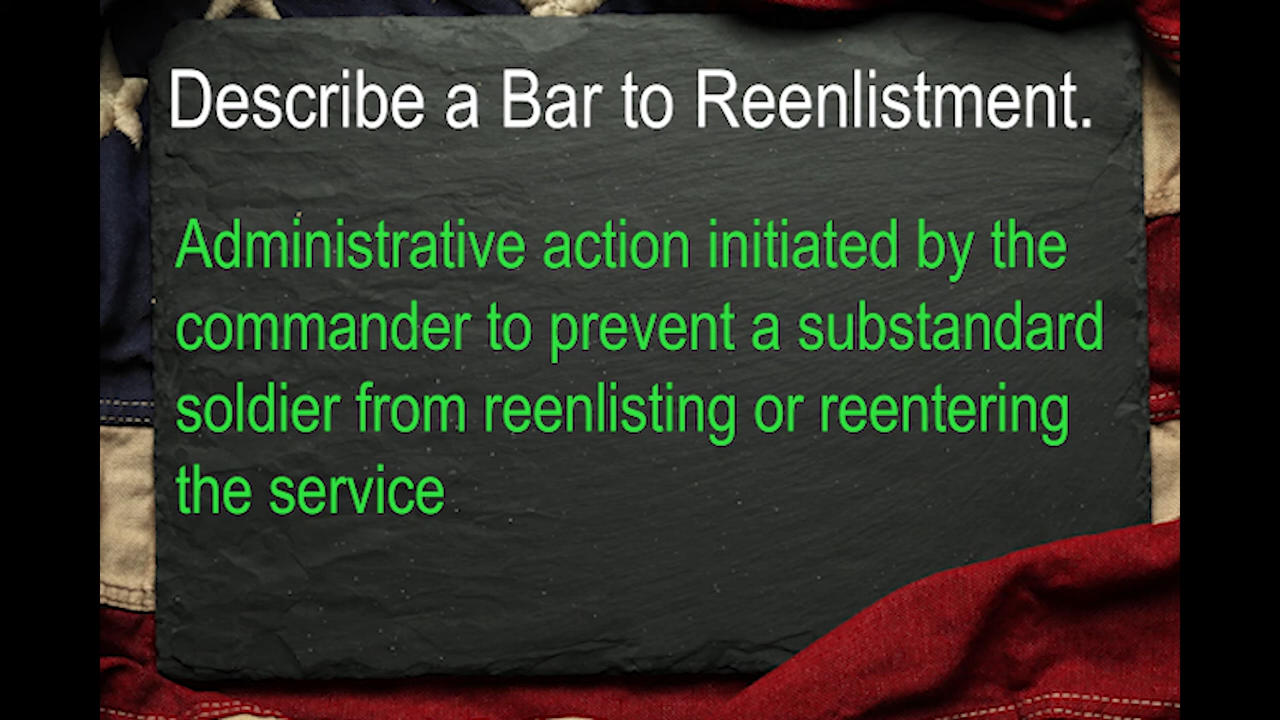 Describe a Bar to Reenlistment.
Administrative action initiated by the
commander to prevent a substandard
soldier from reenlisting or reentering
the service